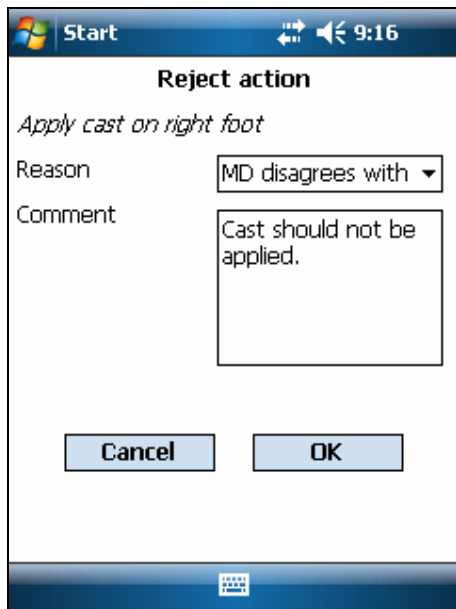 Start 9:16
Reject action
Apply cast on right foot
Reason MD disagrees with
Comment Cast should not be
applied.
Cancel OK